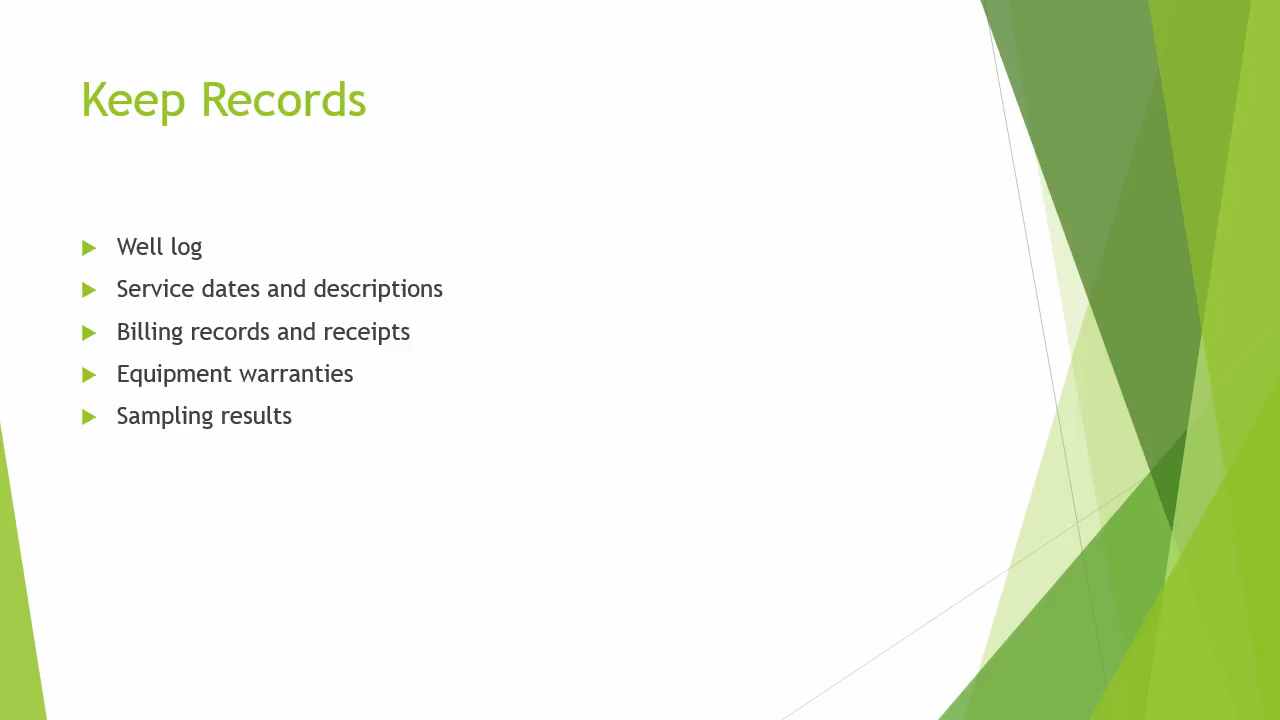 Keep Records
Well log
Service dates and descriptions
Billing records and receipts
Equipment warranties
Sampling results